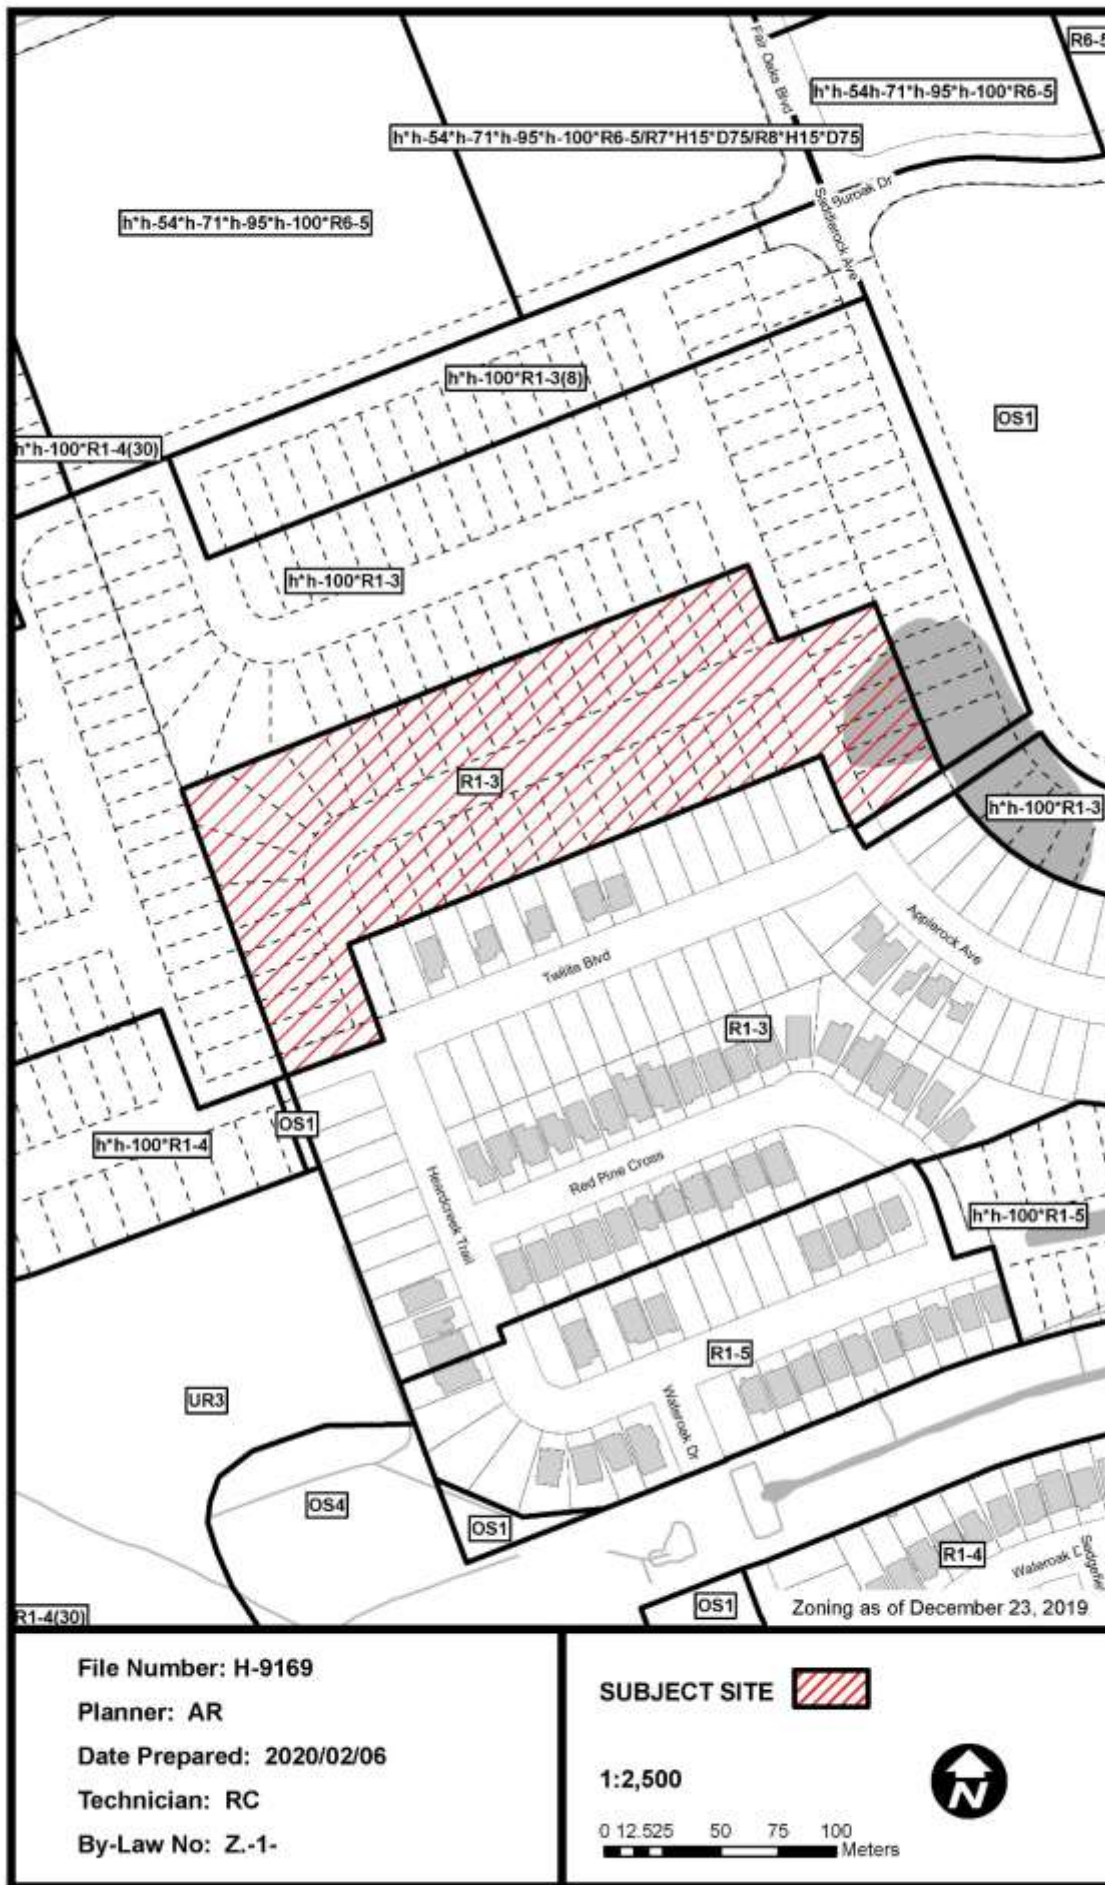 R6-5
Fair Oaks Blvd
h*h-54h-71*h-95*h-100*R6-5
h*h-54*h-71*h-95*h-100*R6-5/R7*H15*D75/R8*H15*D75
Buroak Dr
Saddlerock Ave
h*h-54*h-71*h-95*h-100*R6-5
h*h-100*R1-3(8)
OS1
h*h-100*R1-4(30)
h*h-100*R1-3
R1-3
h*h-100*R1-3
Applerock Ave
Twilite Blvd
R1-3
OS1
h*h-100*R1-4
Red Pine Cross
Heardcreek Trail
h*h-100*R1-5
R1-5
UR3
Wateroak Dr
OS4
OS1
R1-4
Wateroak D
Sadgefie
OS1
Zoning as of December 23, 2019
R1-4(30)
File Number: H-9169
Planner: AR
Date Prepared: 2020/02/06
Technician: RC
By-Law No: Z.-1-
SUBJECT SITE
1:2,500
N
0 12.525 50 75 100
Meters